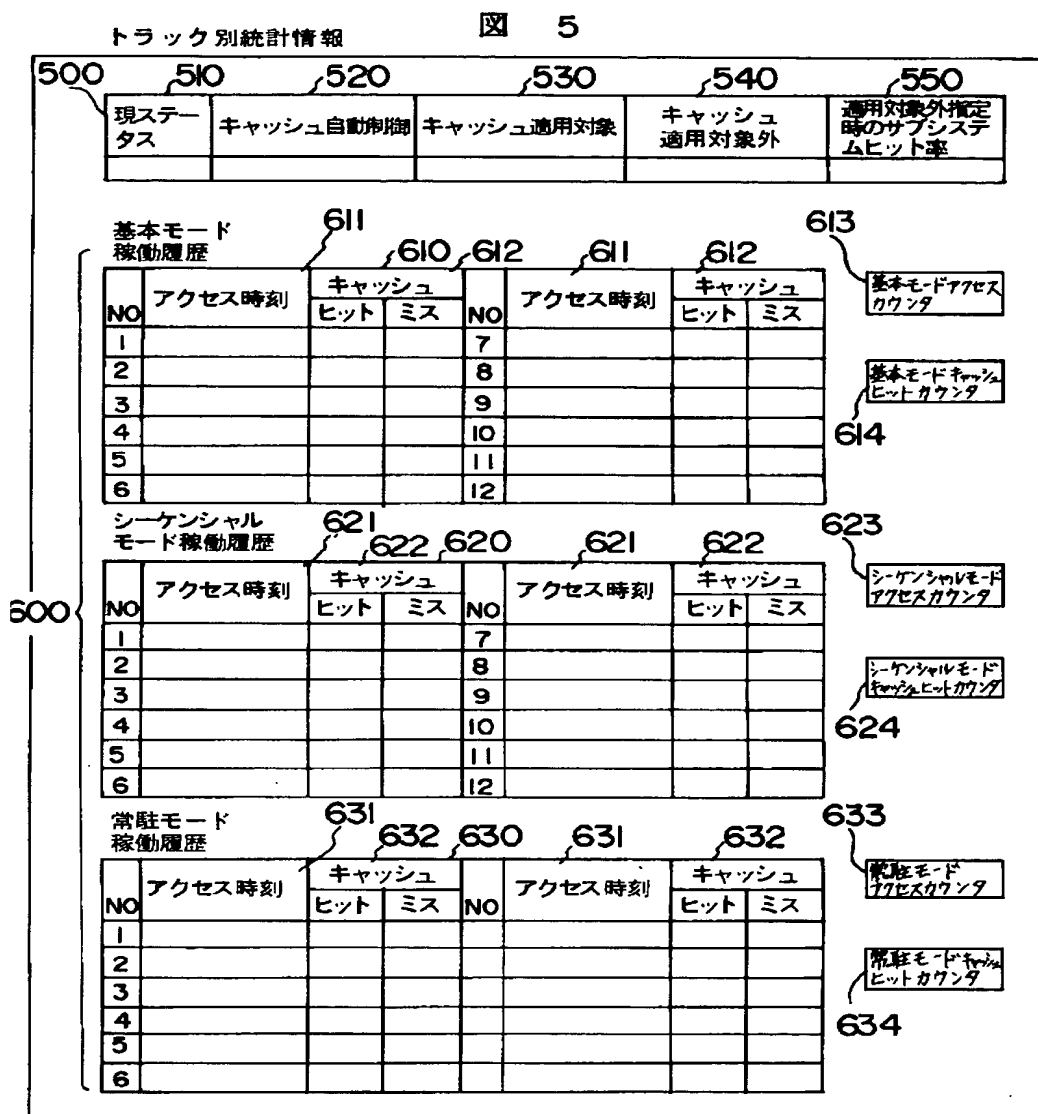 図 5
トラック別統計情報
500 510 520 530 540 550
現ステー
タス
キャッシュ自動制御
キャッシュ適用対象
キャッシュ
適用対象外
適用対象外指定
時のサブシステ
ムヒット率
600
基本モード
稼働履歴
611 610 612 611 612 613
NO アクセス時刻 キャッシュ NO アクセス時刻 キャッシュ
ヒット ミス ヒット ミス
1 7
2 8
3 9
4 10
5 11
6 12
基本モードアクセス
カウンタ
基本モードキャッシュ
ヒットカウンタ
614
シーケンシャル
モード稼働履歴
621 622 620 621 622 623
NO アクセス時刻 キャッシュ NO アクセス時刻 キャッシュ
ヒット ミス ヒット ミス
1 7
2 8
3 9
4 10
5 11
6 12
シーケンシャルモード
アクセスカウンタ
シーケンシャルモード
キャッシュヒットカウンタ
624
常駐モード
稼働履歴
631 632 630 631 632 633
NO アクセス時刻 キャッシュ NO アクセス時刻 キャッシュ
ヒット ミス ヒット ミス
1
2
3
4
5
6
常駐モード
アクセスカウンタ
常駐モードキャッシュ
ヒットカウンタ
634